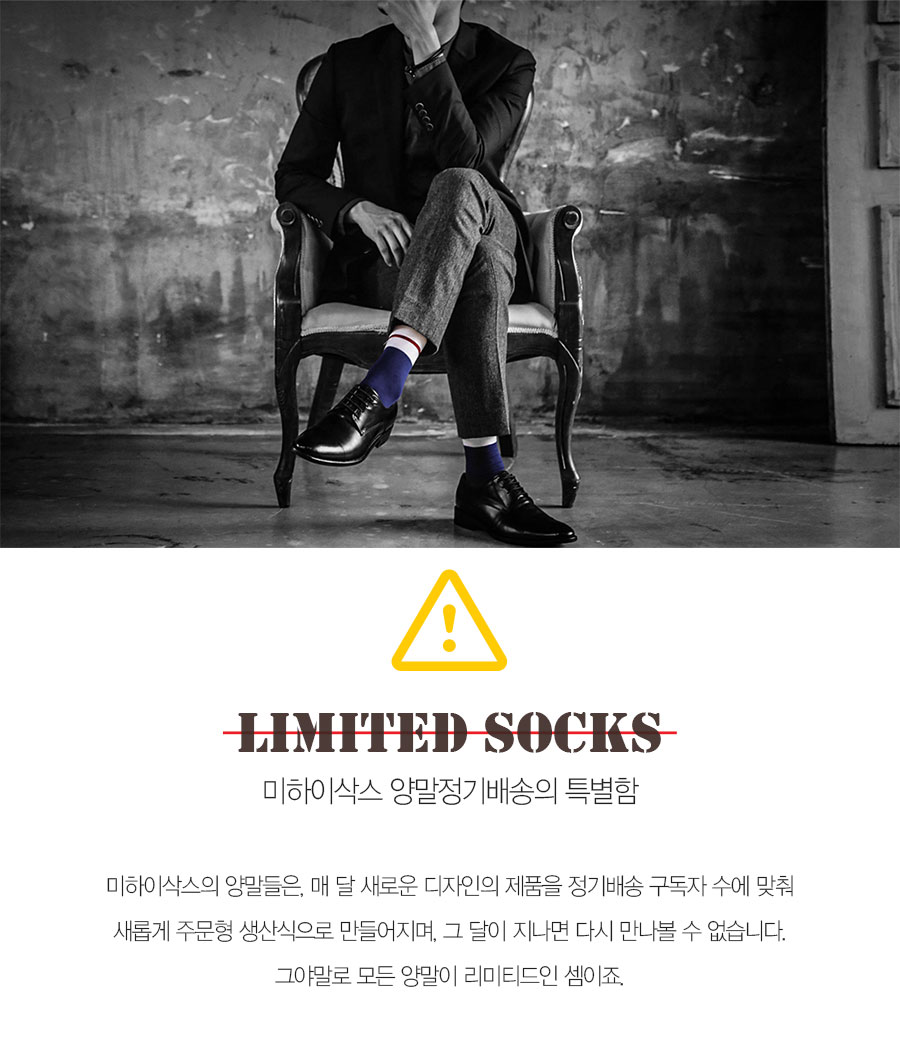 LIMITED SOCKS
미하이삭스 양말정기배송의 특별함
미하이삭스의 양말들은, 매 달 새로운 디자인의 제품을 정기배송 구독자 수에 맞춰
새롭게 주문형 생산식으로 만들어지며, 그 달이 지나면 다시 만나볼 수 없습니다.
그야말로 모든 양말이 리미티드인 셈이죠.